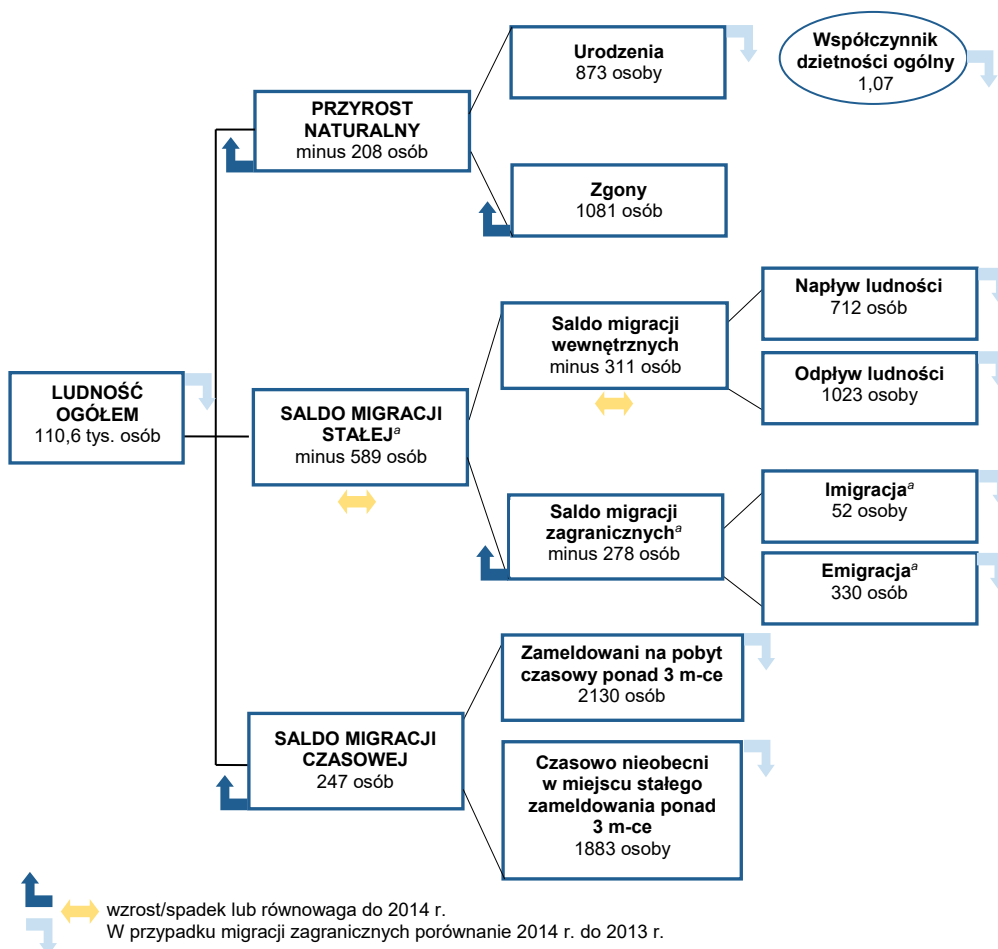 Urodzenia
873 osoby
Współczynnik
dzietności ogólny
1,07
PRZYROST
NATURALNY
minus 208 osób
Zgony
1081 osób
Saldo migracji
wewnętrznych
minus 311 osób
Napływ ludności
712 osób
Odpływ ludności
1023 osoby
LUDNOŚĆ
OGÓŁEM
110,6 tys. osób
SALDO MIGRACJI
STAŁEJa
minus 589 osób
Saldo migracji
zagranicznycha
minus 278 osób
Imigracjaa
52 osoby
Emigracjaa
330 osób
Zameldowani na pobyt
czasowy ponad 3 m-ce
2130 osób
SALDO MIGRACJI
CZASOWEJ
247 osób
Czasowo nieobecni
w miejscu stałego
zameldowania ponad
3 m-ce
1883 osoby
wzrost/spadek lub równowaga do 2014 r.
W przypadku migracji zagranicznych porównanie 2014 r. do 2013 r.